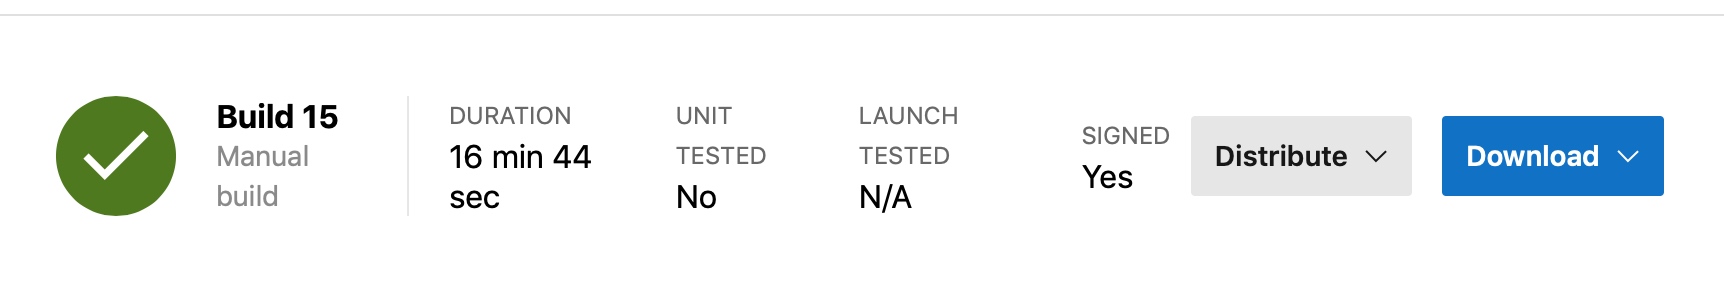 Build 15
Manual
build
DURATION
16 min 44
sec
UNIT
TESTED
No
LAUNCH
TESTED
N/A
SIGNED
Yes
Distribute
Download